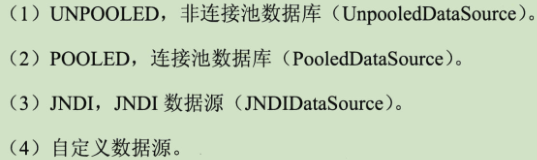 （1）UNPOOLED，非连接池数据库（UnpooledDataSource）。
（2）POOLED，连接池数据库（PooledDataSource）。
（3）JNDI，JNDI 数据源（JNDIDataSource）。
（4）自定义数据源。